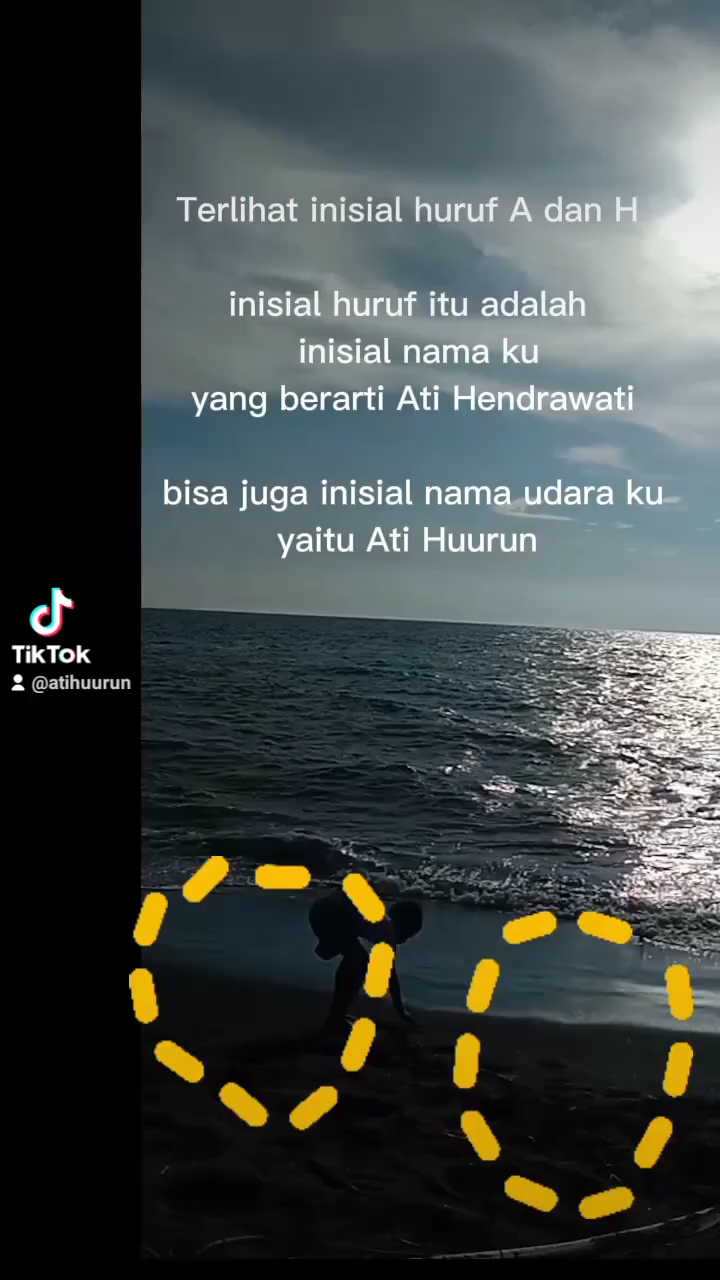 Terlihat inisial huruf A dan H
inisial huruf itu adalah
inisial nama ku
yang berarti Ati Hendrawati
bisa juga inisial nama udara ku
yaitu Ati Huurun
TikTok
@atihuurun